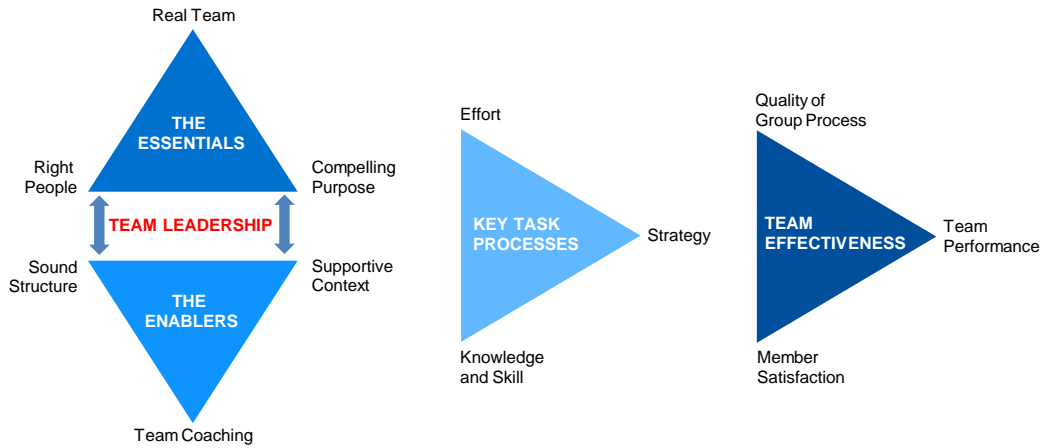 Real Team
THE
ESSENTIALS
Right
People
Compelling
Purpose
TEAM LEADERSHIP
Sound
Structure
Supportive
Context
THE
ENABLERS
Team Coaching
Effort
KEY TASK
PROCESSES
Strategy
Knowledge
and Skill
Quality of
Group Process
TEAM
EFFECTIVENESS
Team
Performance
Member
Satisfaction